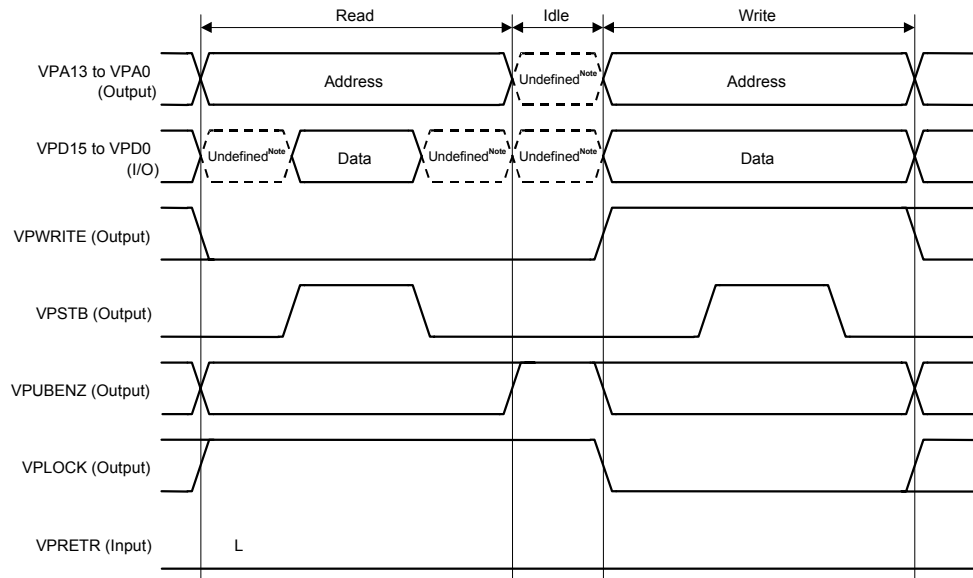 Read Idle Write
VPA13 to VPA0
(Output)
Address Undefined Note Address
VPD15 to VPD0
(I/O)
Undefined Note Data Undefined Note Undefined Note Data
VPWRITE (Output)
VPSTB (Output)
VPUBENZ (Output)
VPLOCK (Output)
VPRETR (Input) L